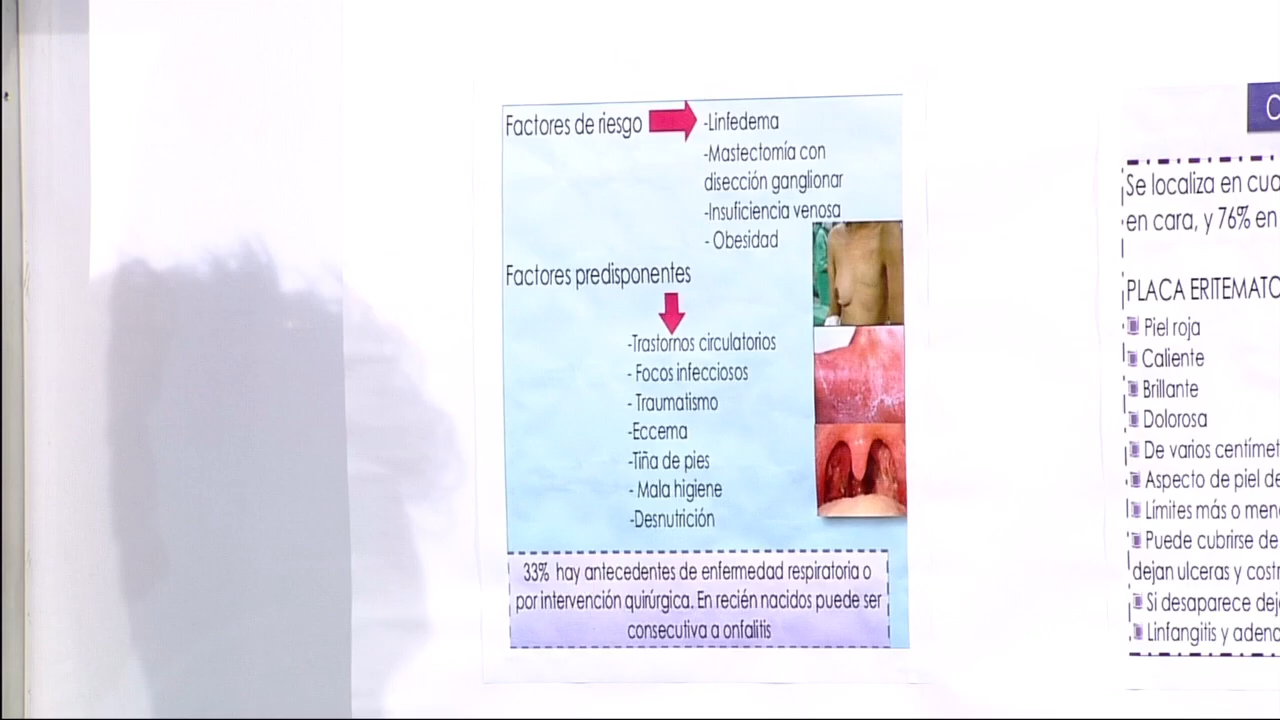 Factores de riesgo
-Linfedema
-Mastectomía con
disección ganglionar
-Insuficiencia venosa
- Obesidad
Factores predisponentes
-Trastornos circulatorios
- Focos infecciosos
- Traumatismo
-Eccema
-Tiña de pies
- Mala higiene
-Desnutrición
33% hay antecedentes de enfermedad respiratoria o
por intervención quirúrgica. En recién nacidos puede ser
consecutiva a onfalitis
C
Se localiza en cua
en cara, y 76% en
PLACA ERITEMATO
Piel roja
Caliente
Brillante
Dolorosa
De varios centímet
Aspecto de piel de
Límites más o men
Puede cubrirse de
dejan ulceras y cost
Si desaparece dej
Linfangitis y adeno